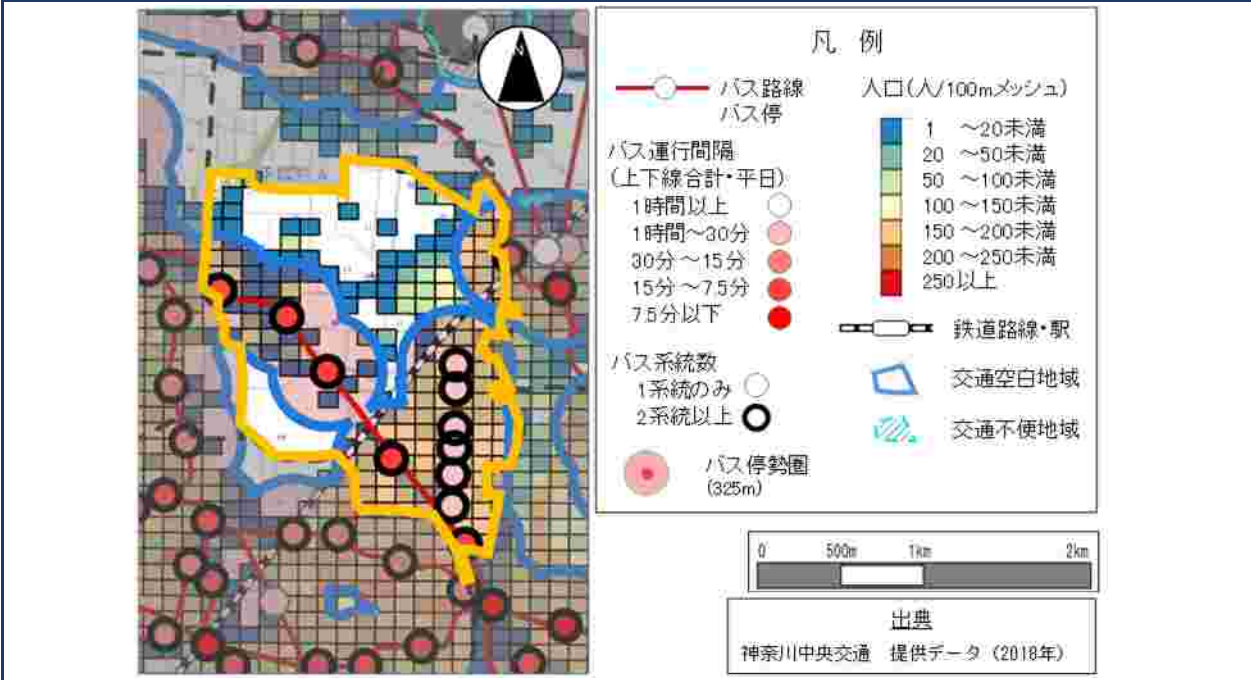 凡 例
バス路線
バス停
バス運行間隔
(上下線合計・平日)
1時間以上
1時間～30分
30分～15分
15分～7.5分
7.5分以下
バス系統数
1系統のみ
2系統以上
バス停勢圏
(325m)
人口(人/100mメッシュ)
1 ～20未満
20 ～50未満
50 ～100未満
100 ～150未満
150 ～200未満
200 ～250未満
250以上
鉄道路線・駅
交通空白地域
交通不便地域
0 500m 1km 2km
出典
神奈川中央交通 提供データ (2018年)